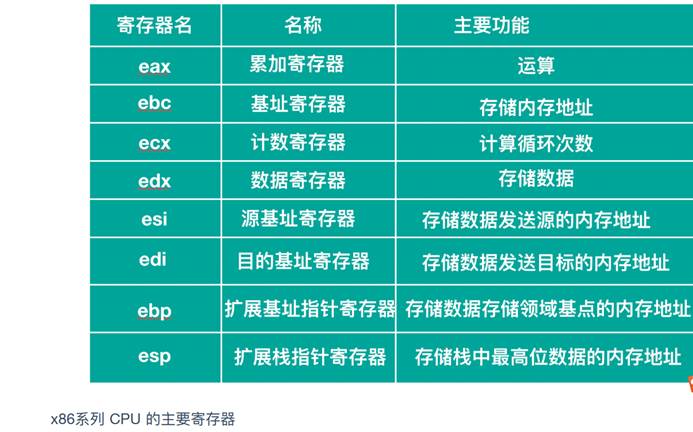 寄存器名 名称 主要功能
eax 累加寄存器 运算
ebc 基址寄存器 存储内存地址
ecx 计数寄存器 计算循环次数
edx 数据寄存器 存储数据
esi 源基址寄存器 存储数据发送源的内存地址
edi 目的基址寄存器 存储数据发送目标的内存地址
ebp 扩展基址指针寄存器 存储数据存储领域基点的内存地址
esp 扩展栈指针寄存器 存储栈中最高位数据的内存地址
x86系列 CPU 的主要寄存器